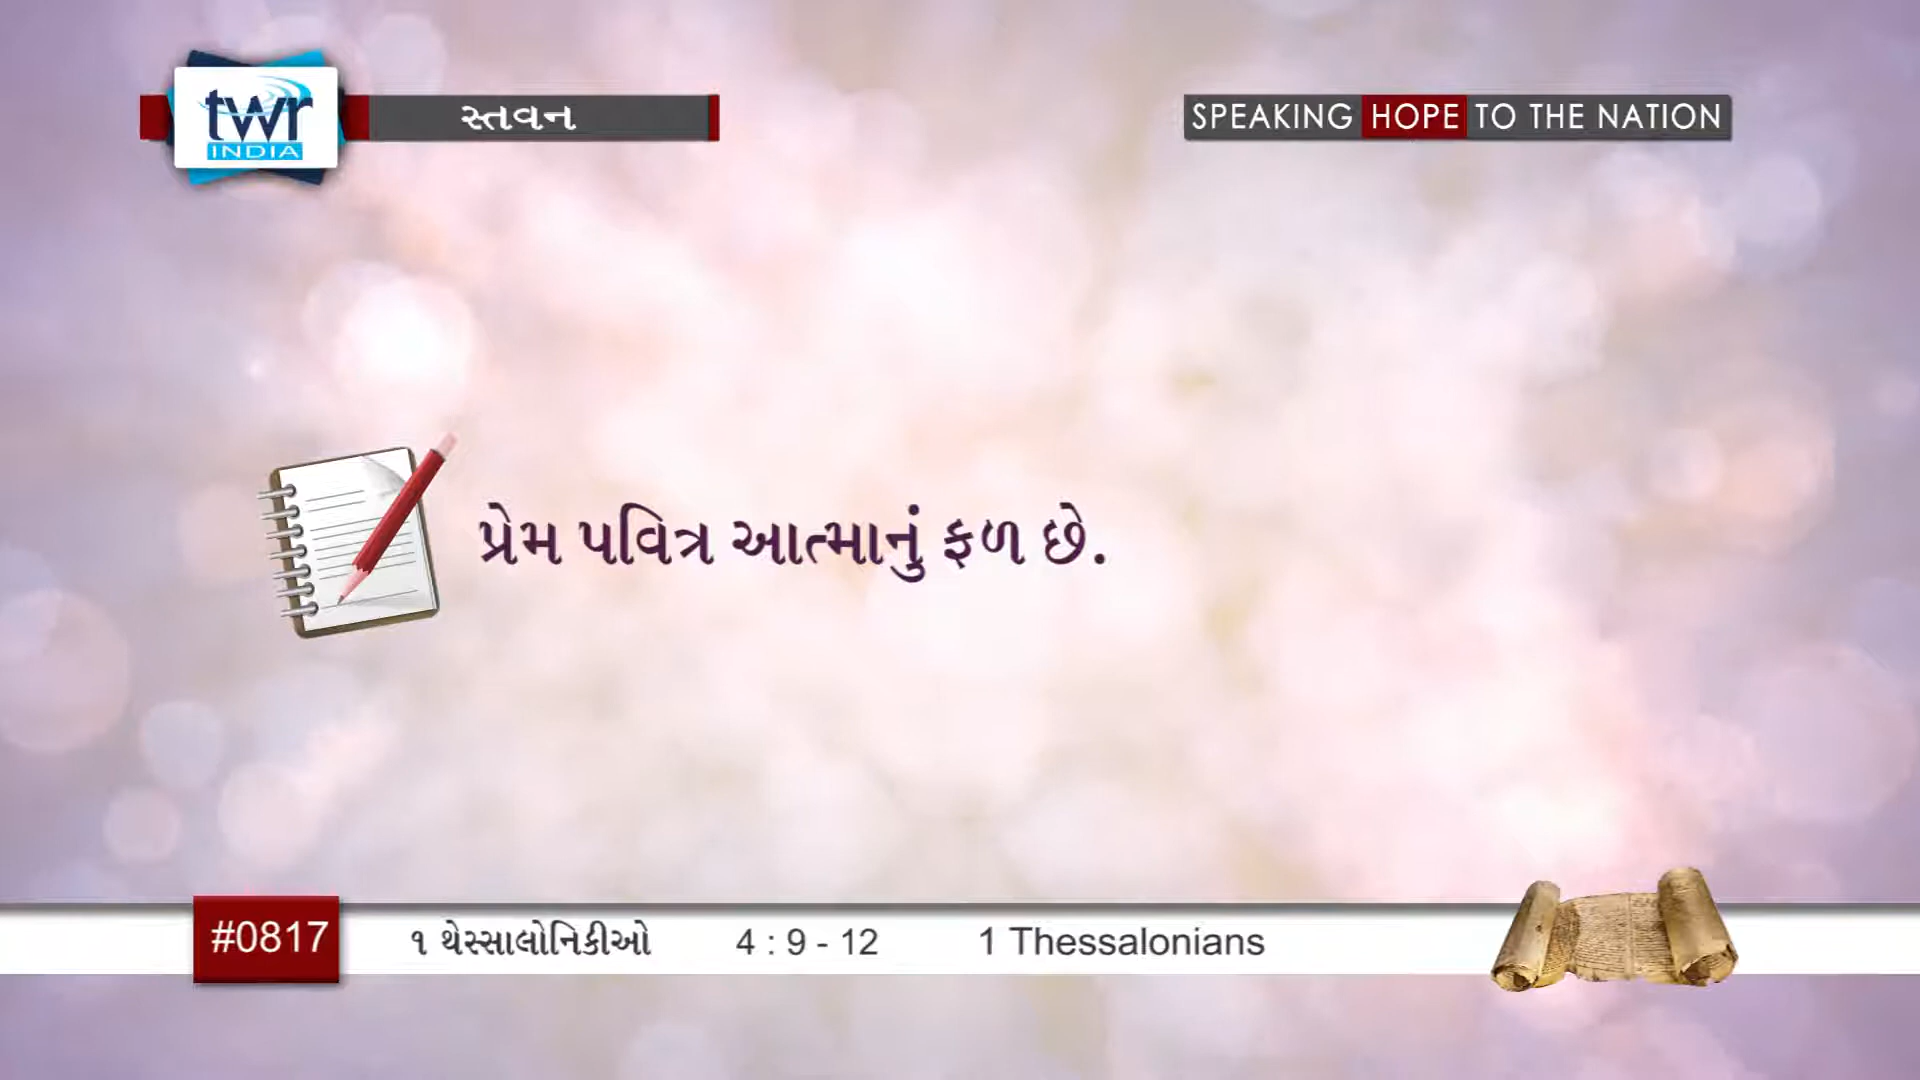 twr
INDIA
સ્તવન
SPEAKING HOPE TO THE NATION
પ્રેમ પવિત્ર આત્માનું ફળ છે.
#0817 ૧ થેસ્સાલોનિકીઓ 4 : 9 - 12 1 Thessalonians